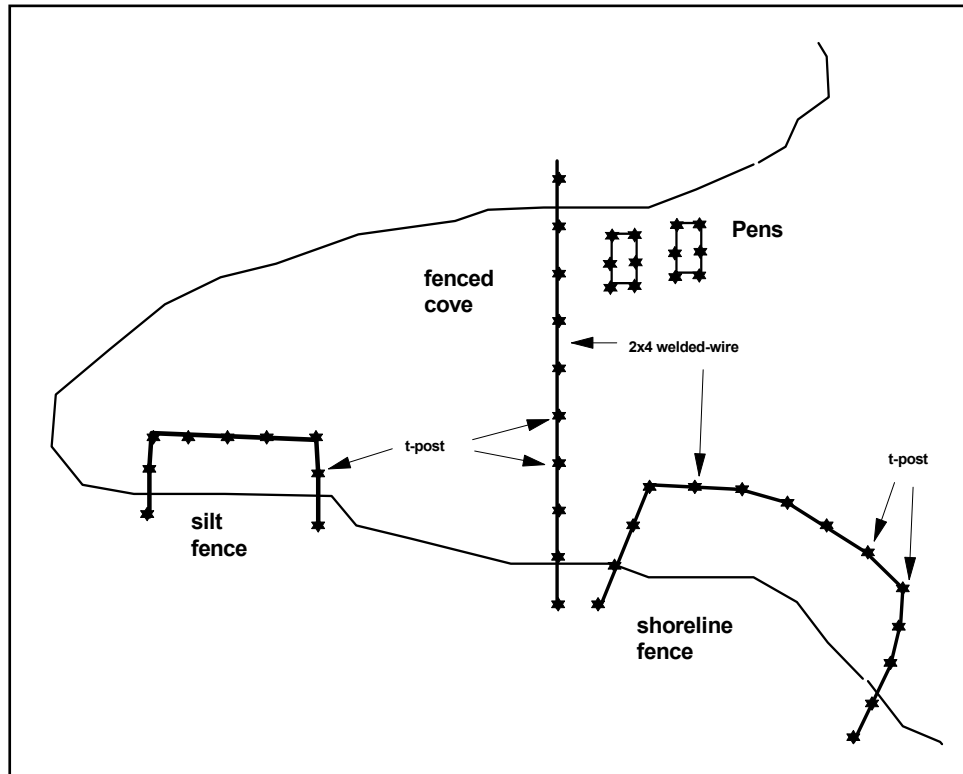 Pens
fenced
cove
2x4 welded-wire
t-post
t-post
silt
fence
shoreline
fence